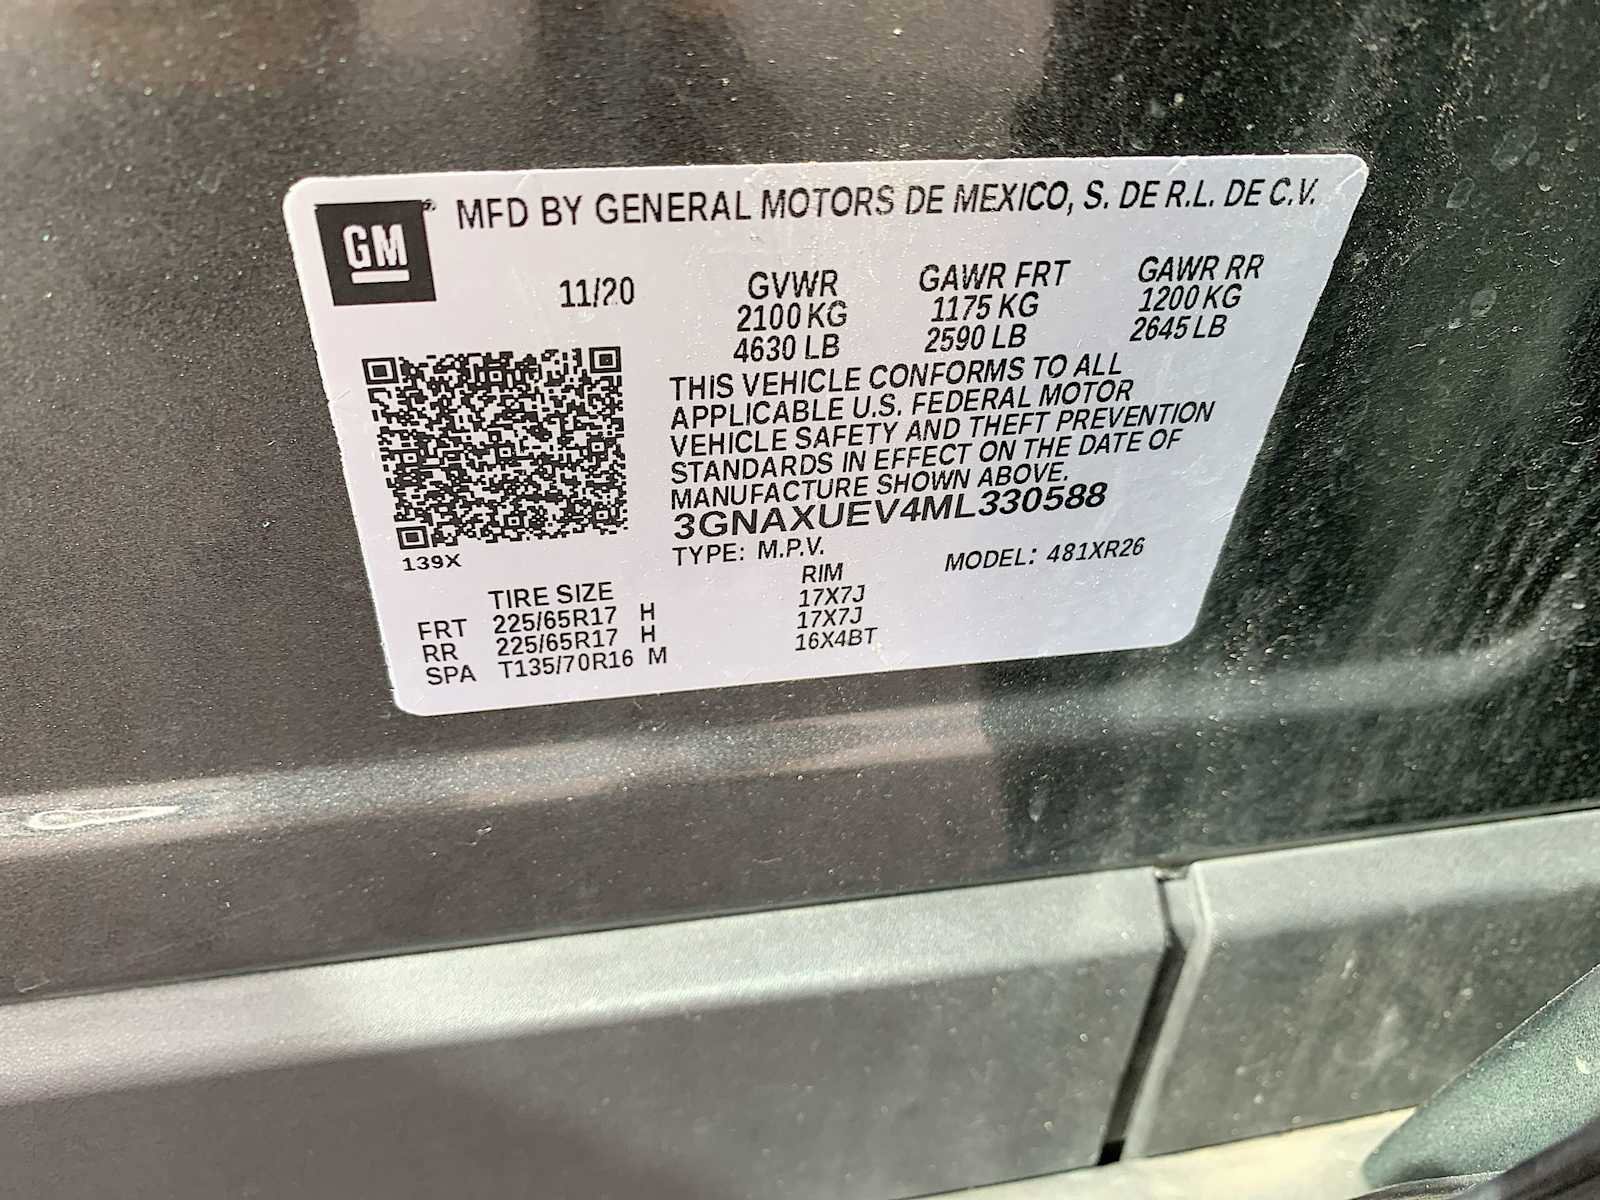 GM
MFD BY GENERAL MOTORS DE MEXICO, S. DE R.L. DE C.V.
11/20 GVWR GAWR FRT GAWR RR
2100 KG 1175 KG 1200 KG
4630 LB 2590 LB 2645 LB
THIS VEHICLE CONFORMS TO ALL
APPLICABLE U.S. FEDERAL MOTOR
VEHICLE SAFETY AND THEFT PREVENTION
STANDARDS IN EFFECT ON THE DATE OF
MANUFACTURE SHOWN ABOVE.
3GNAXUEV4ML330588
139X TYPE: M.P.V. MODEL: 481XR26
TIRE SIZE RIM
FRT 225/65R17 H 17X7J
RR 225/65R17 H 17X7J
SPA T135/70R16 M 16X4BT